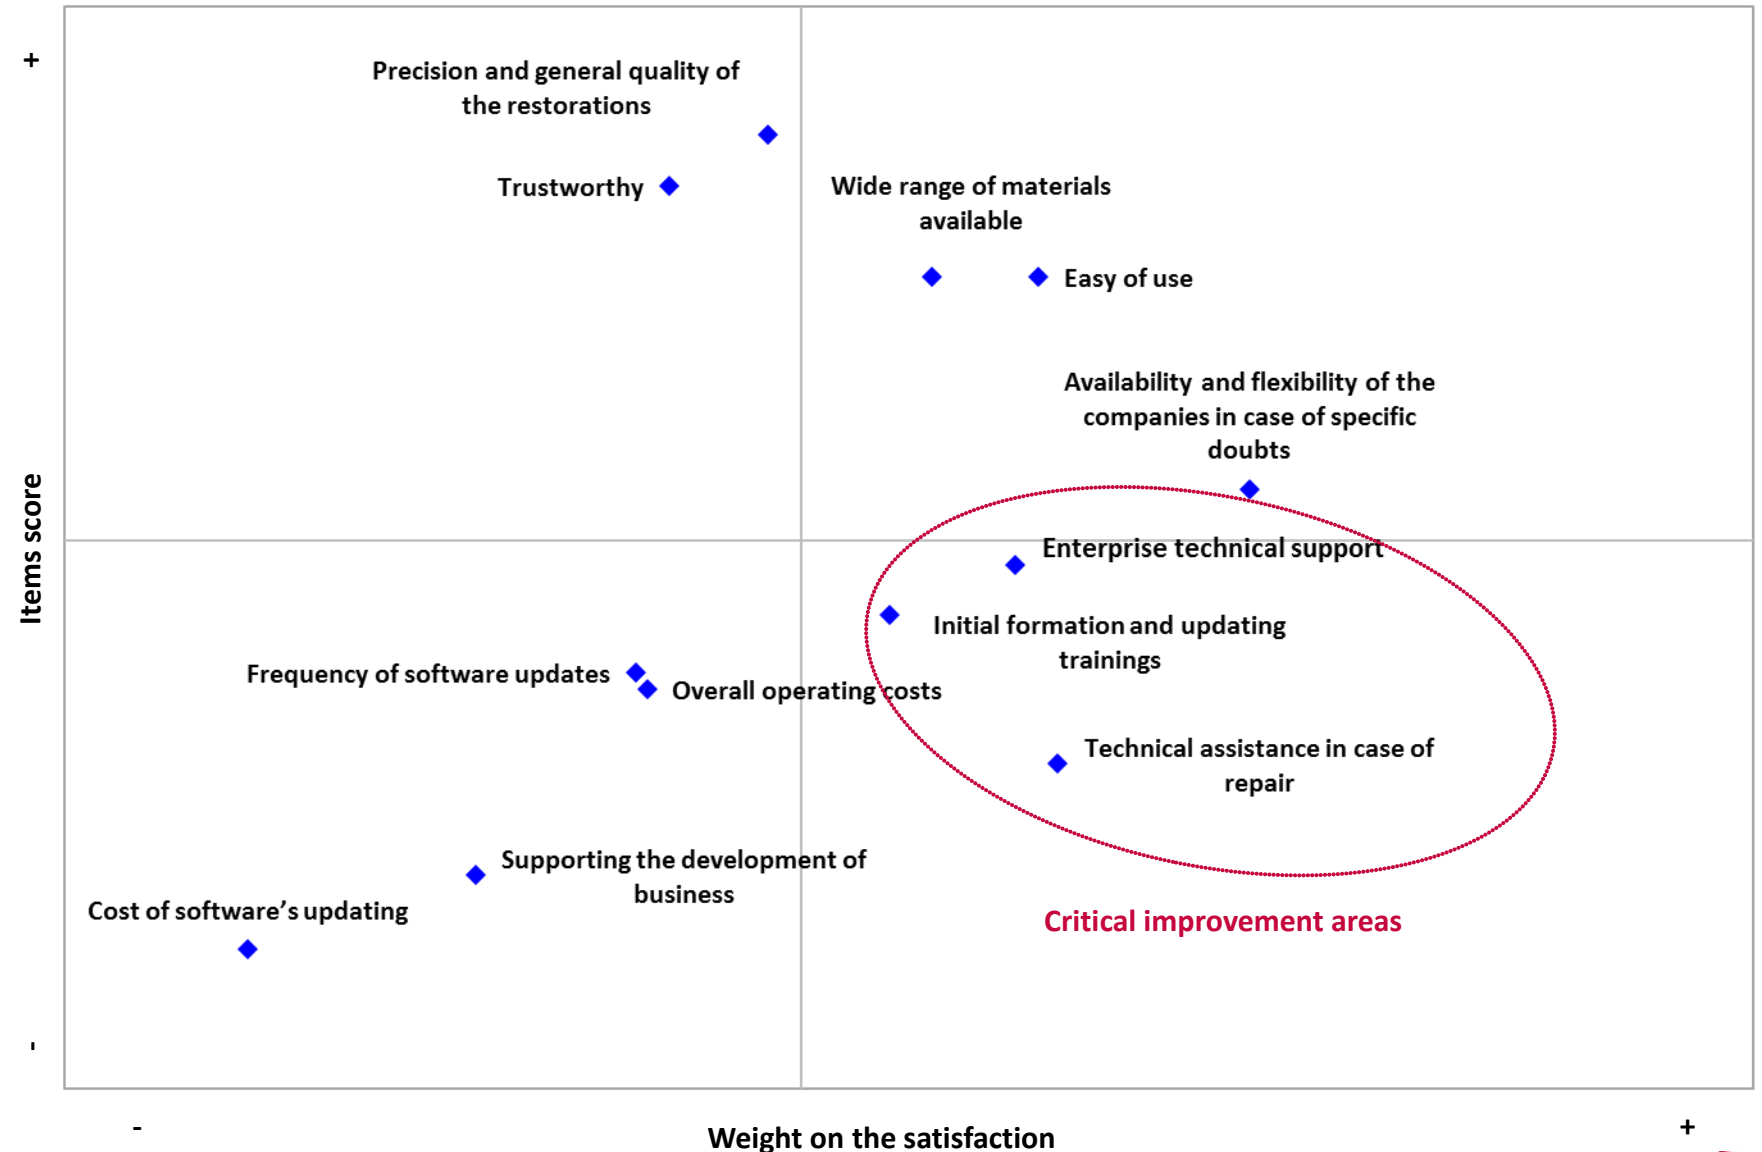 +
Precision and general quality of
the restorations
Trustworthy
Wide range of materials
available
Easy of use
Availability and flexibility of the
companies in case of specific
doubts
Items score
Enterprise technical support
Initial formation and updating
trainings
Frequency of software updates
Overall operating costs
Technical assistance in case of
repair
Supporting the development of
business
Cost of software’s updating
Critical improvement areas
-
-
+
Weight on the satisfaction